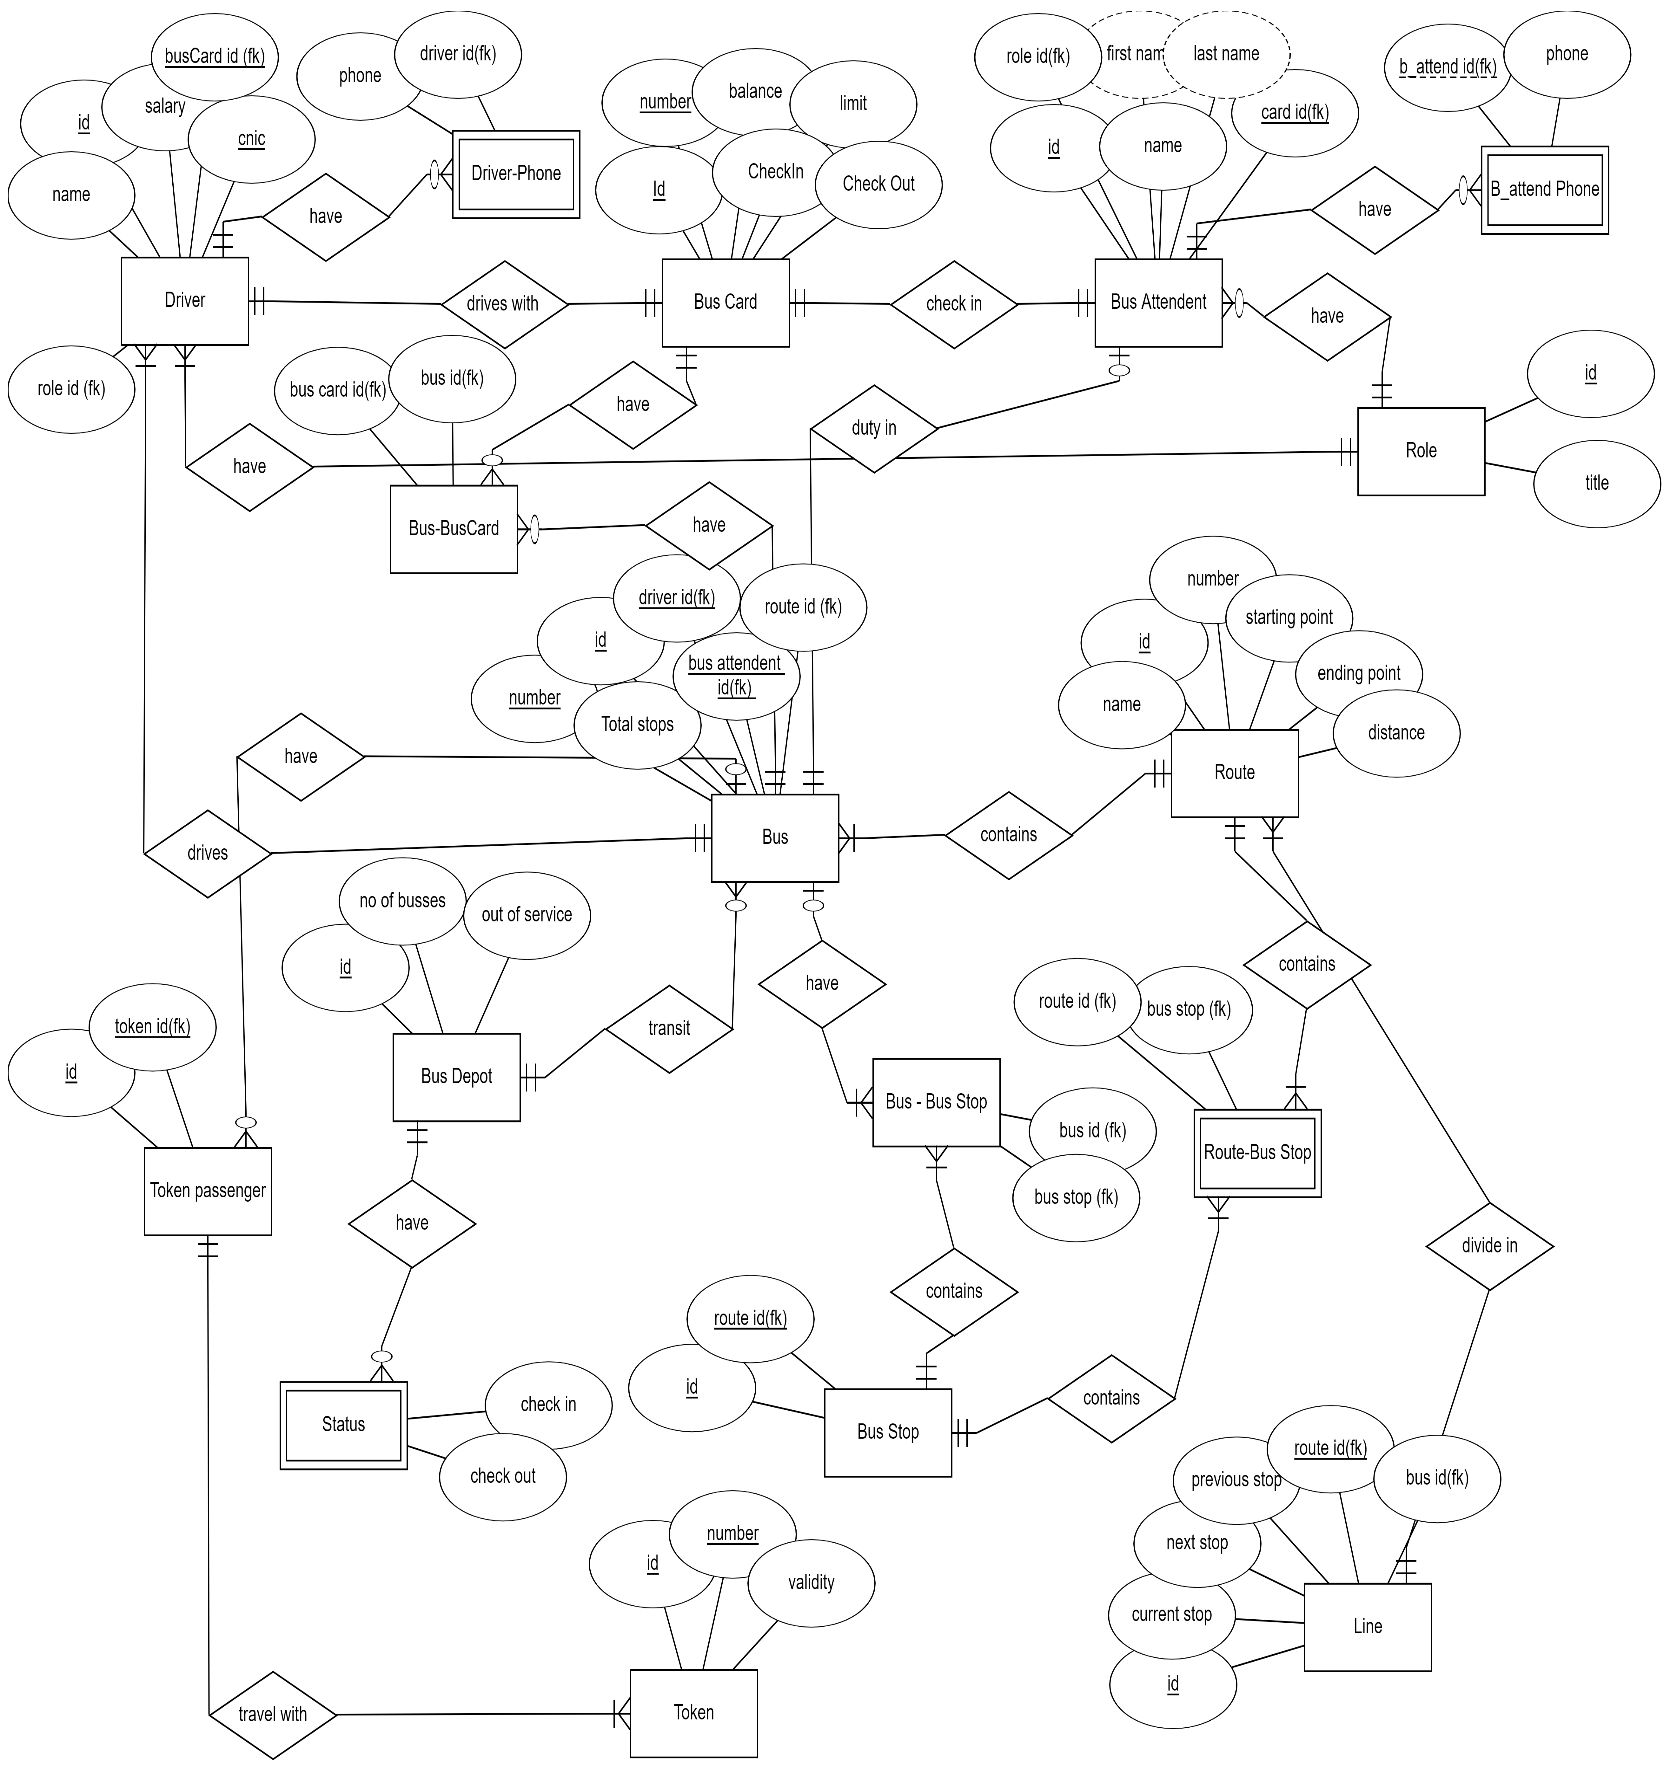 busCard id (fk)
id
salary
cnic
name
role id (fk)
Driver
phone
driver id(fk)
Driver-Phone
have
drives with
number
balance
limit
Id
CheckIn
Check Out
Bus Card
check in
role id(fk)
first nam
last name
id
name
card id(fk)
Bus Attendent
b_attend id(fk)
phone
B_attend Phone
have
have
id
Role
title
bus card id(fk)
bus id(fk)
have
duty in
have
Bus-BusCard
have
driver id(fk)
route id (fk)
id
bus attendent
id(fk)
number
Total stops
Bus
number
id
starting point
name
ending point
distance
Route
contains
have
drives
no of busses
out of service
id
Bus Depot
transit
have
token id(fk)
id
Token passenger
have
Bus - Bus Stop
bus id (fk)
bus stop (fk)
route id (fk)
bus stop (fk)
contains
Route-Bus Stop
divide in
contains
route id(fk)
id
Bus Stop
contains
Status
check in
check out
previous stop
route id(fk)
bus id(fk)
next stop
current stop
id
Line
id
number
validity
Token
travel with